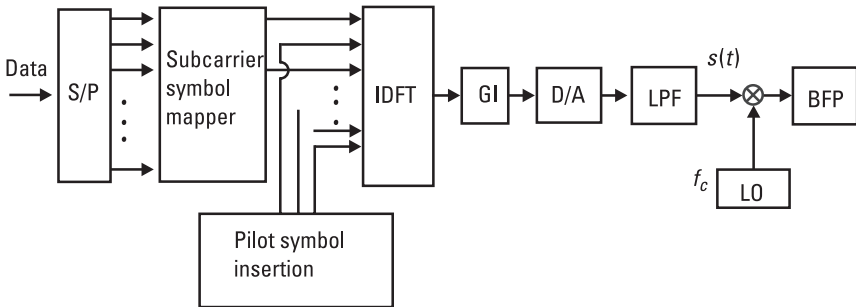 Data
S/P
Subcarrier
symbol
mapper
IDFT
GI
D/A
LPF
s(t)
BFP
f_c
LO
Pilot symbol
insertion